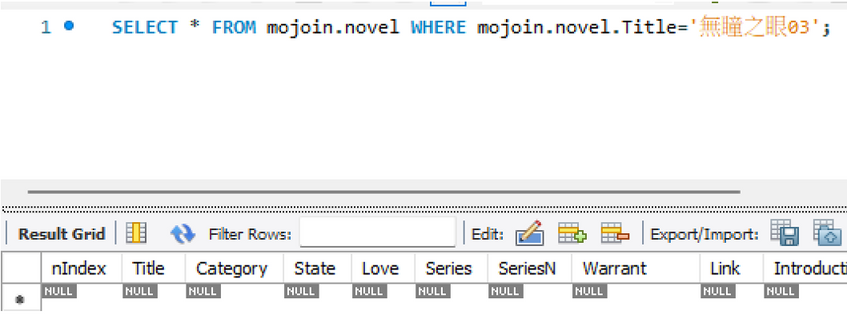 1 SELECT * FROM mojoin.novel WHERE mojoin.novel.Title='無瞳之眼03';
Result Grid Filter Rows: Edit: Export/Import:
nIndex Title Category State Love Series SeriesN Warrant Link Introducti
* NULL NULL NULL NULL NULL NULL NULL NULL NULL NULL